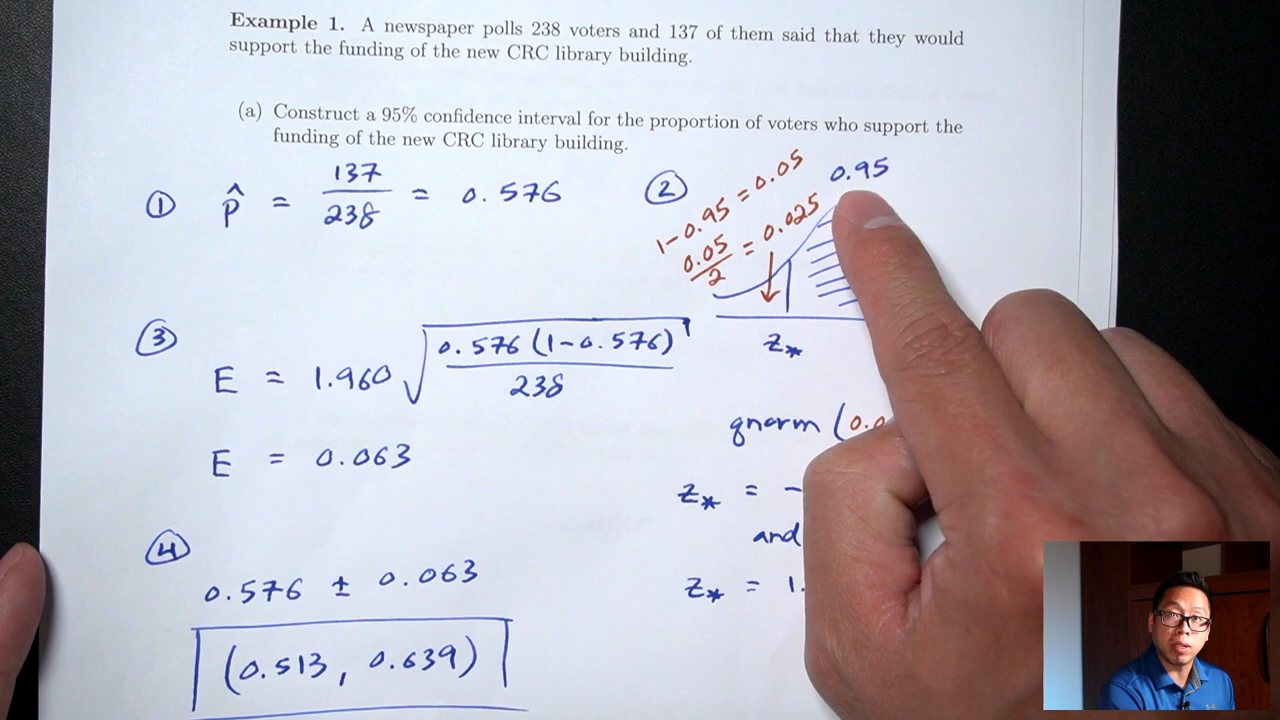 Example 1. A newspaper polls 238 voters and 137 of them said that they would
support the funding of the new CRC library building.
(a) Construct a 95% confidence interval for the proportion of voters who support the
funding of the new CRC library building.
① p̂ = 137/238 = 0.576
② 1-0.95 = 0.05
0.05/2 = 0.025
0.95
z*
③ E = 1.960 √(0.576 (1-0.576)/238)
E = 0.063
qnorm (0.0
z* = -
and
z* = 1.
④ 0.576 ± 0.063
(0.513, 0.639)